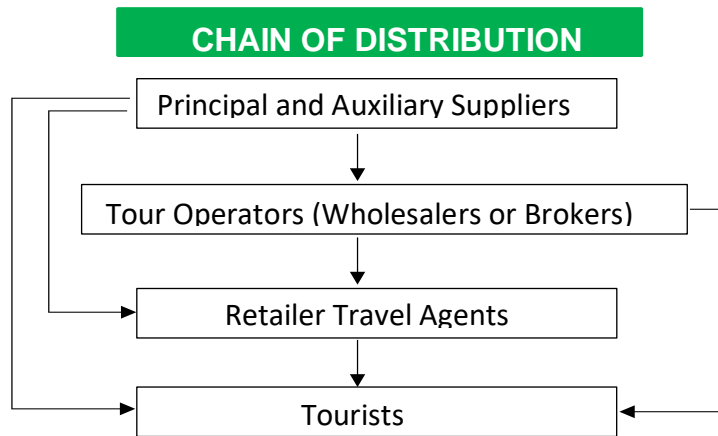 CHAIN OF DISTRIBUTION
Principal and Auxiliary Suppliers
Tour Operators (Wholesalers or Brokers)
Retailer Travel Agents
Tourists